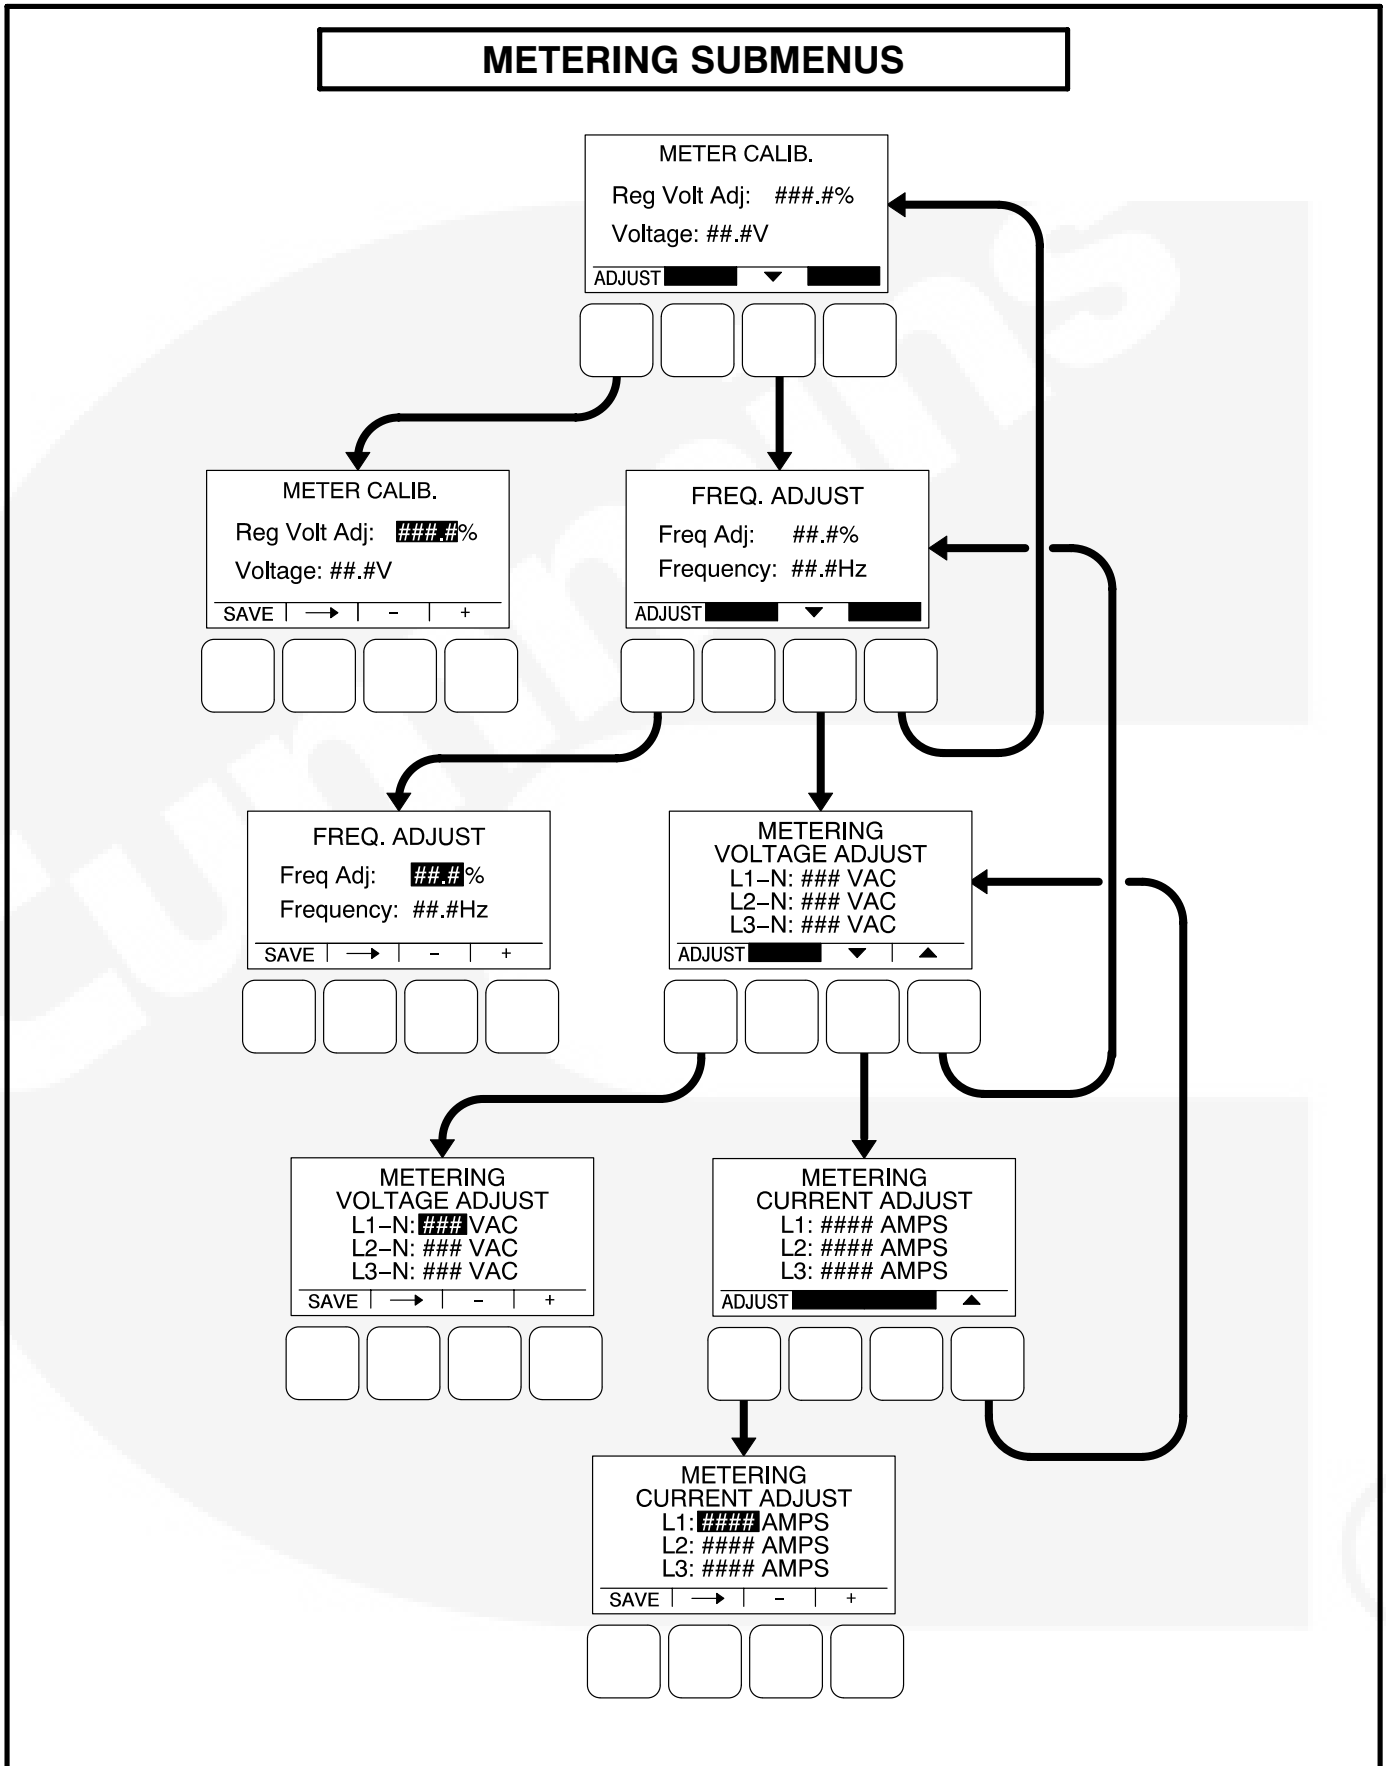 METERING SUBMENUS
METER CALIB.
Reg Volt Adj: ###.#%
Voltage: ##.#V
ADJUST ▼
METER CALIB.
Reg Volt Adj: ###.#%
Voltage: ##.#V
SAVE → − +
FREQ. ADJUST
Freq Adj: ##.#%
Frequency: ##.#Hz
ADJUST ▼
FREQ. ADJUST
Freq Adj: ##.#%
Frequency: ##.#Hz
SAVE → − +
METERING
VOLTAGE ADJUST
L1−N: ### VAC
L2−N: ### VAC
L3−N: ### VAC
ADJUST ▼ ▲
METERING
VOLTAGE ADJUST
L1−N: ### VAC
L2−N: ### VAC
L3−N: ### VAC
SAVE → − +
METERING
CURRENT ADJUST
L1: #### AMPS
L2: #### AMPS
L3: #### AMPS
ADJUST ▲
METERING
CURRENT ADJUST
L1: #### AMPS
L2: #### AMPS
L3: #### AMPS
SAVE → − +
Cummins